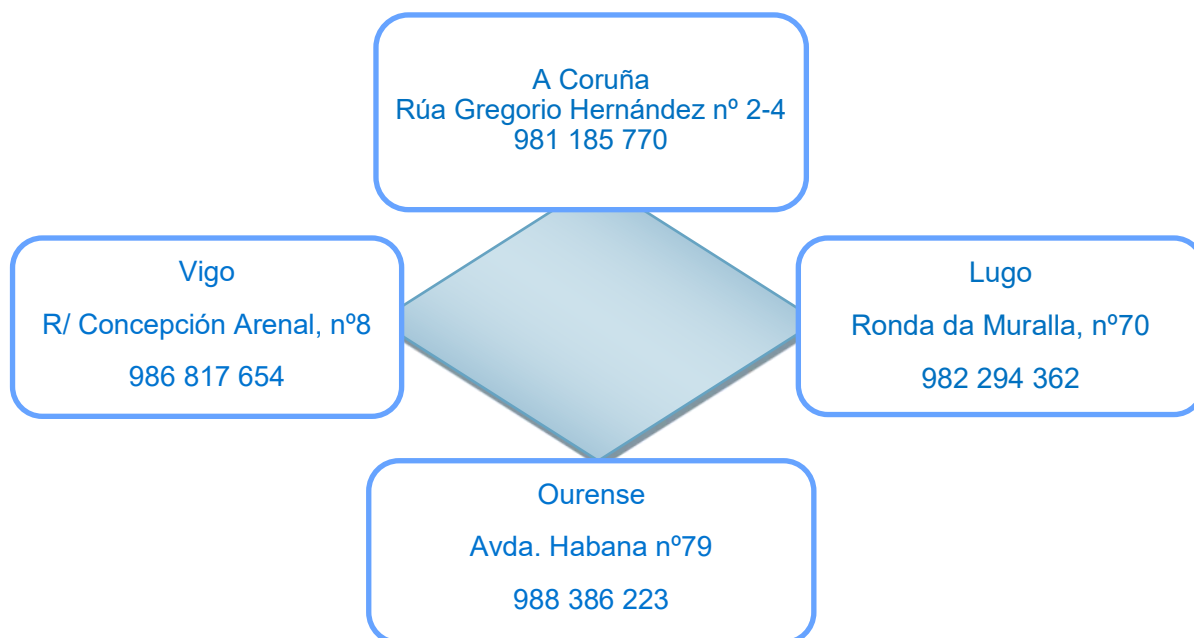 A Coruña
Rúa Gregorio Hernández nº 2-4
981 185 770
Vigo
R/ Concepción Arenal, nº8
986 817 654
Lugo
Ronda da Muralla, nº70
982 294 362
Ourense
Avda. Habana nº79
988 386 223